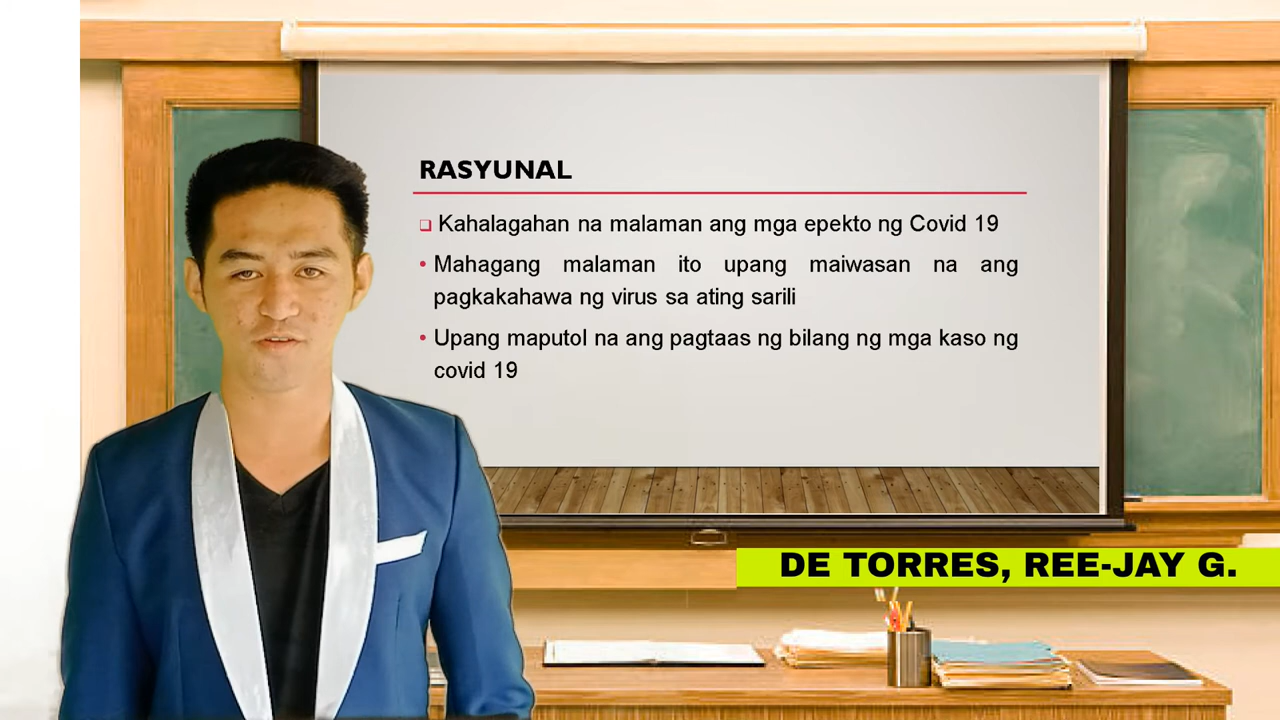 RASYUNAL
Kahalagahan na malaman ang mga epekto ng Covid 19
Mahagang malaman ito upang maiwasan na ang
pagkakahawa ng virus sa ating sarili
Upang maputol na ang pagtaas ng bilang ng mga kaso ng
covid 19
DE TORRES, REE-JAY G.